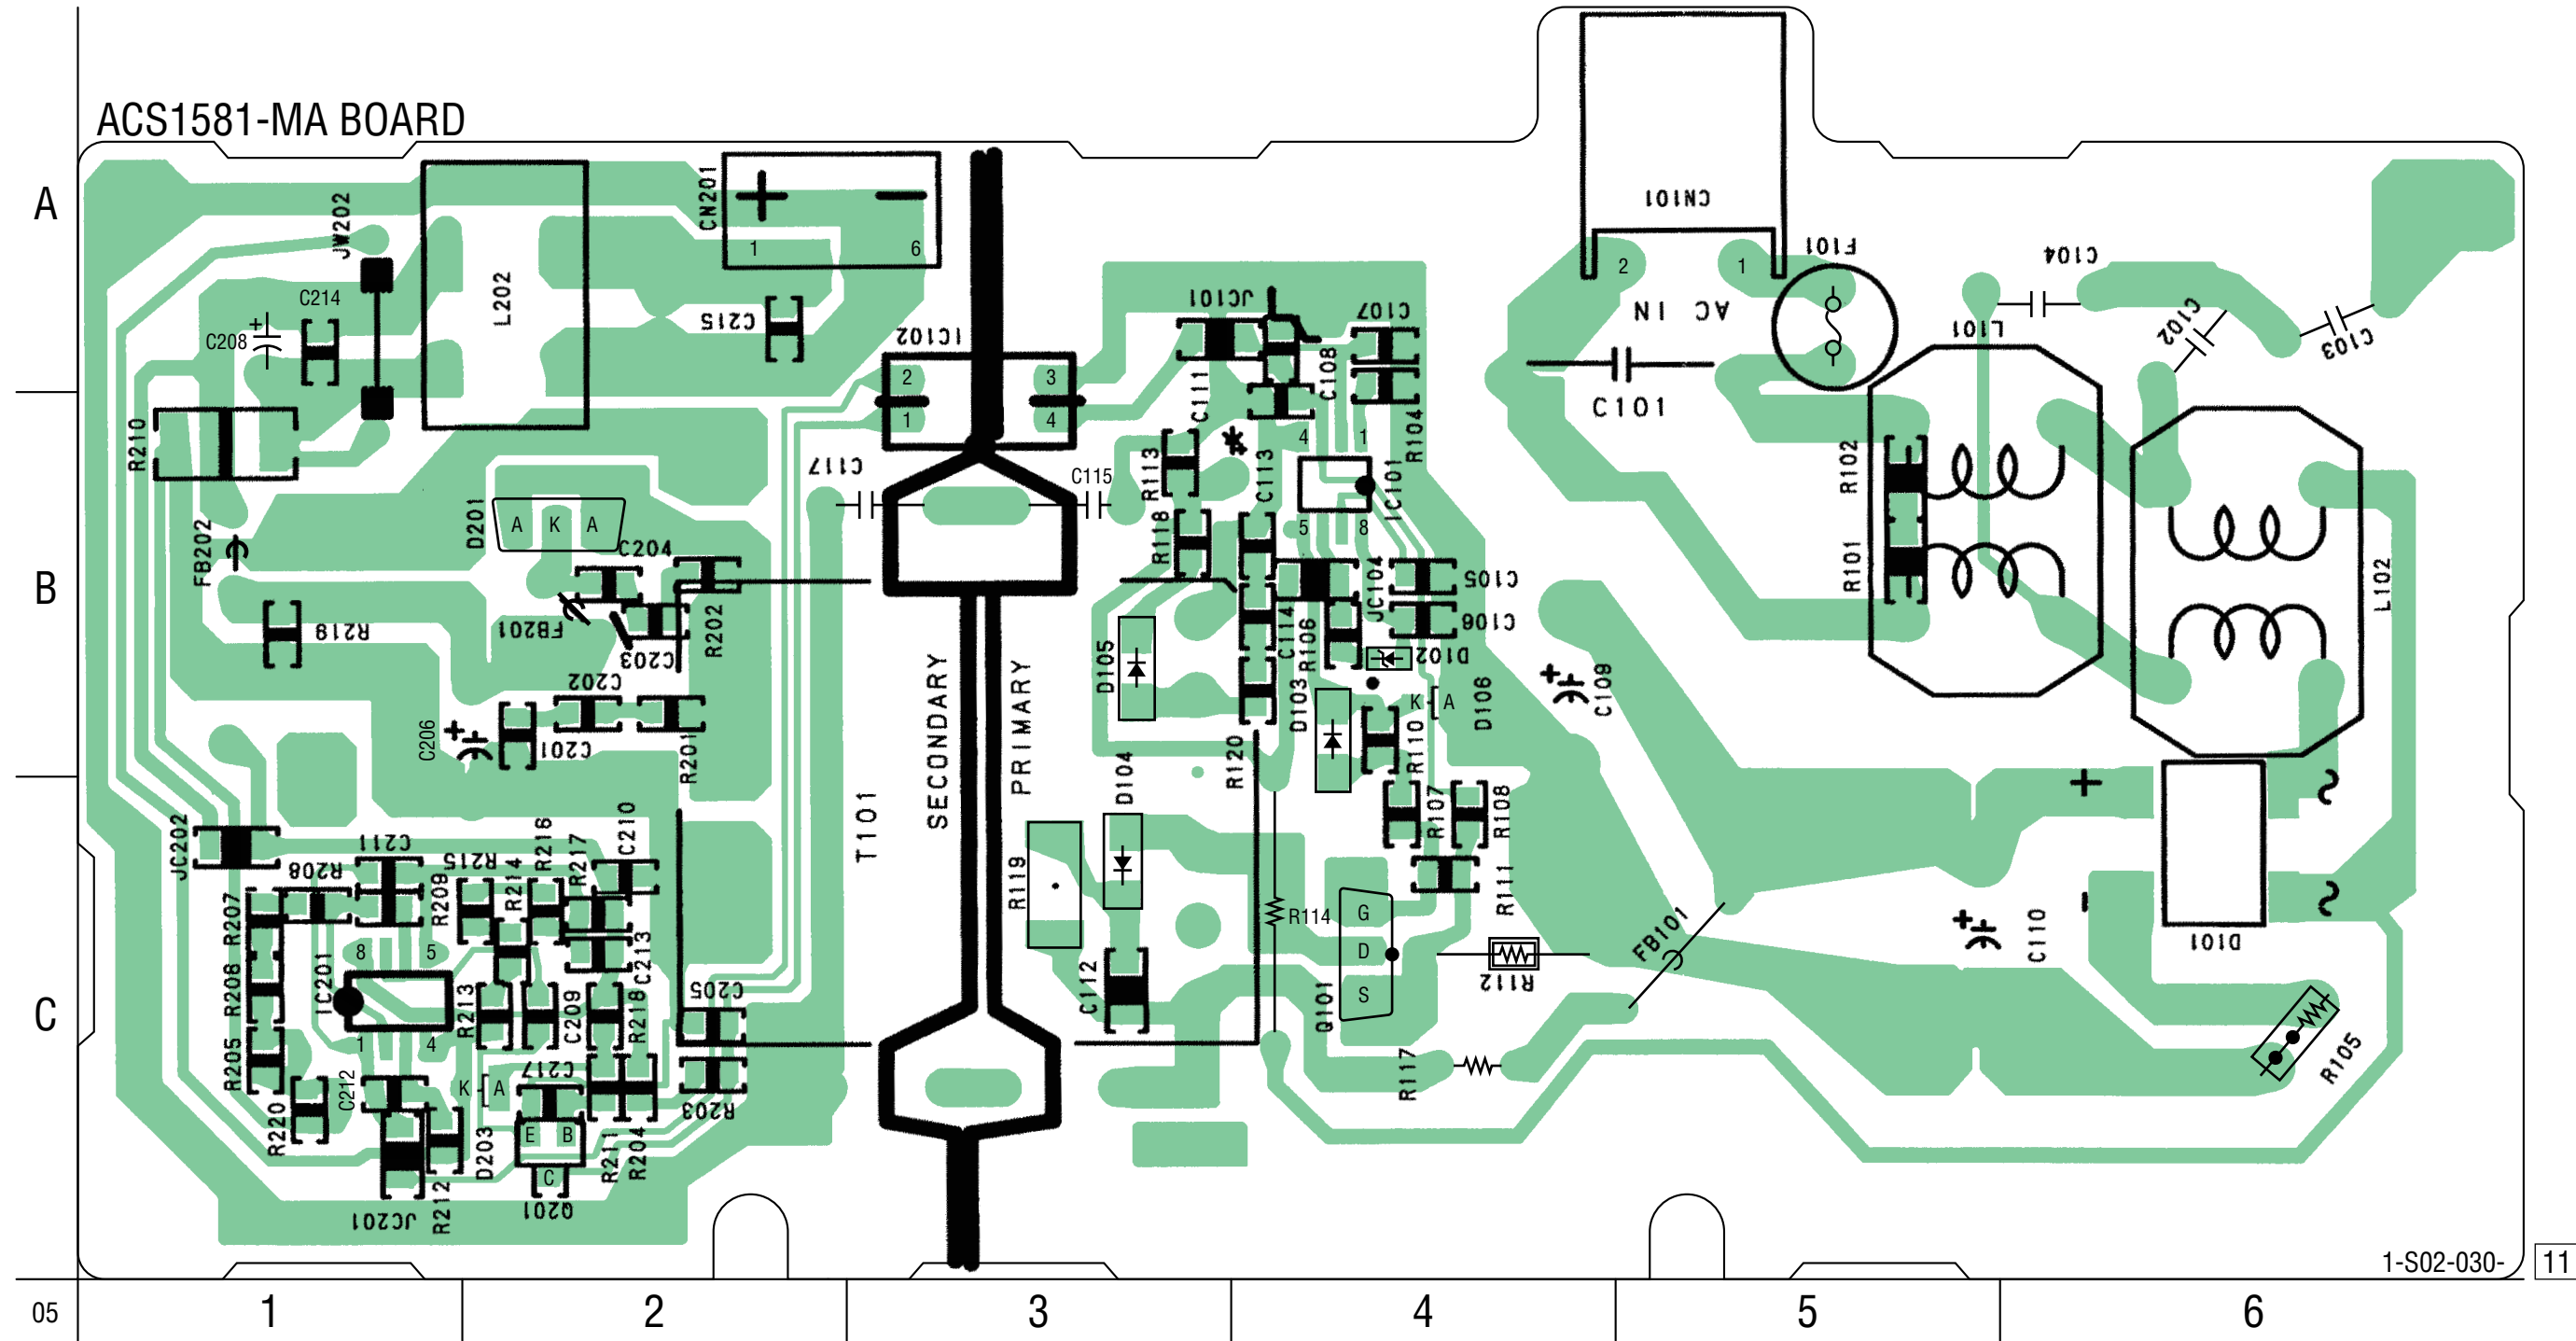 ACS1581-MA BOARD
A
B
C
CN201
+
−
1
6
JW202
L202
C214
C208
+
C215
IC102
2
1
3
4
JC101
C107
C108
C111
R104
4
1
5
8
IC101
C113
*
R113
R118
C115
C117
CN101
2
1
AC IN
F101
C101
C104
C102
C103
L101
R102
R101
L102
R210
FB202
D201
A K A
C204
FB201
C203
R202
R219
C202
C206
+
C201
R201
SECONDARY
PRIMARY
T101
D105
C114
R106
JC104
C105
C106
D102
D103
K A
D106
R110
R120
D104
R107
R108
R111
R119
C112
R114
Q101
G
D
S
R112
R117
C109
+
FB101
C110
+
D101
+
-
~
~
R105
JC202
C211
R208
R215
R209
R214
R216
R217
C210
R207
R208
R205
IC201
8
5
1
4
R213
C209
C213
R218
C205
C217
R203
R220
C212
K A
D203
E B
C
Q201
R211
R204
R212
JC201
1-S02-030-
11
05
1
2
3
4
5
6